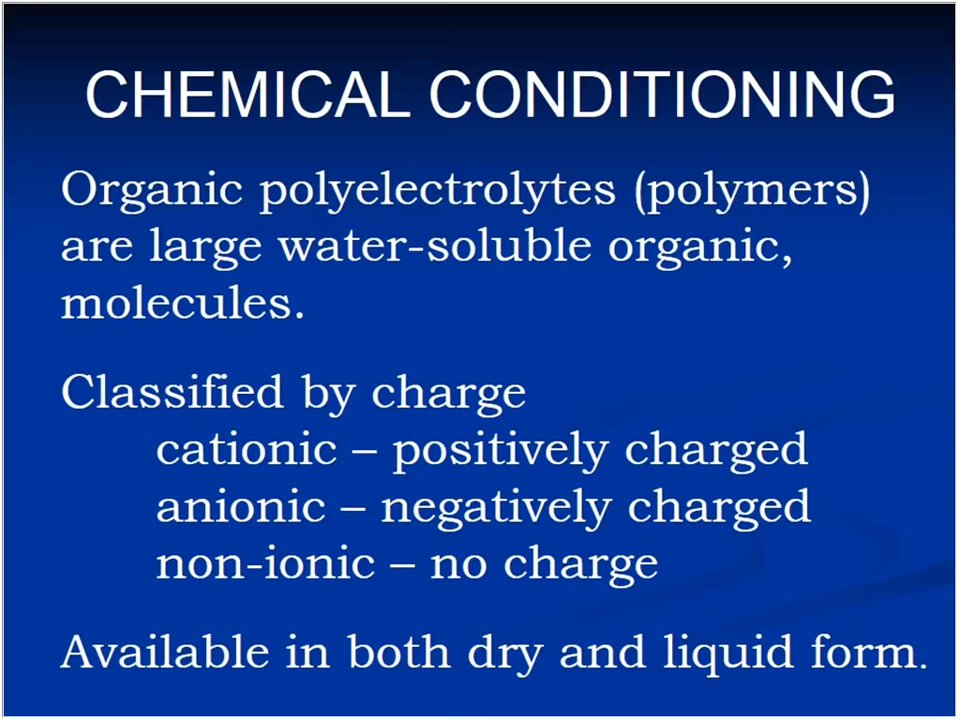 CHEMICAL CONDITIONING
Organic polyelectrolytes (polymers)
are large water-soluble organic,
molecules.
Classified by charge
cationic – positively charged
anionic – negatively charged
non-ionic – no charge
Available in both dry and liquid form.